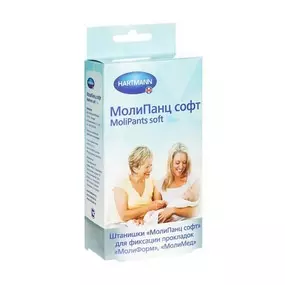 HARTMANN
МолиПанц софт
MoliPants soft
Штанишки «МолиПанц софт»
для фиксации прокладок
«МолиФорм», «МолиМед»